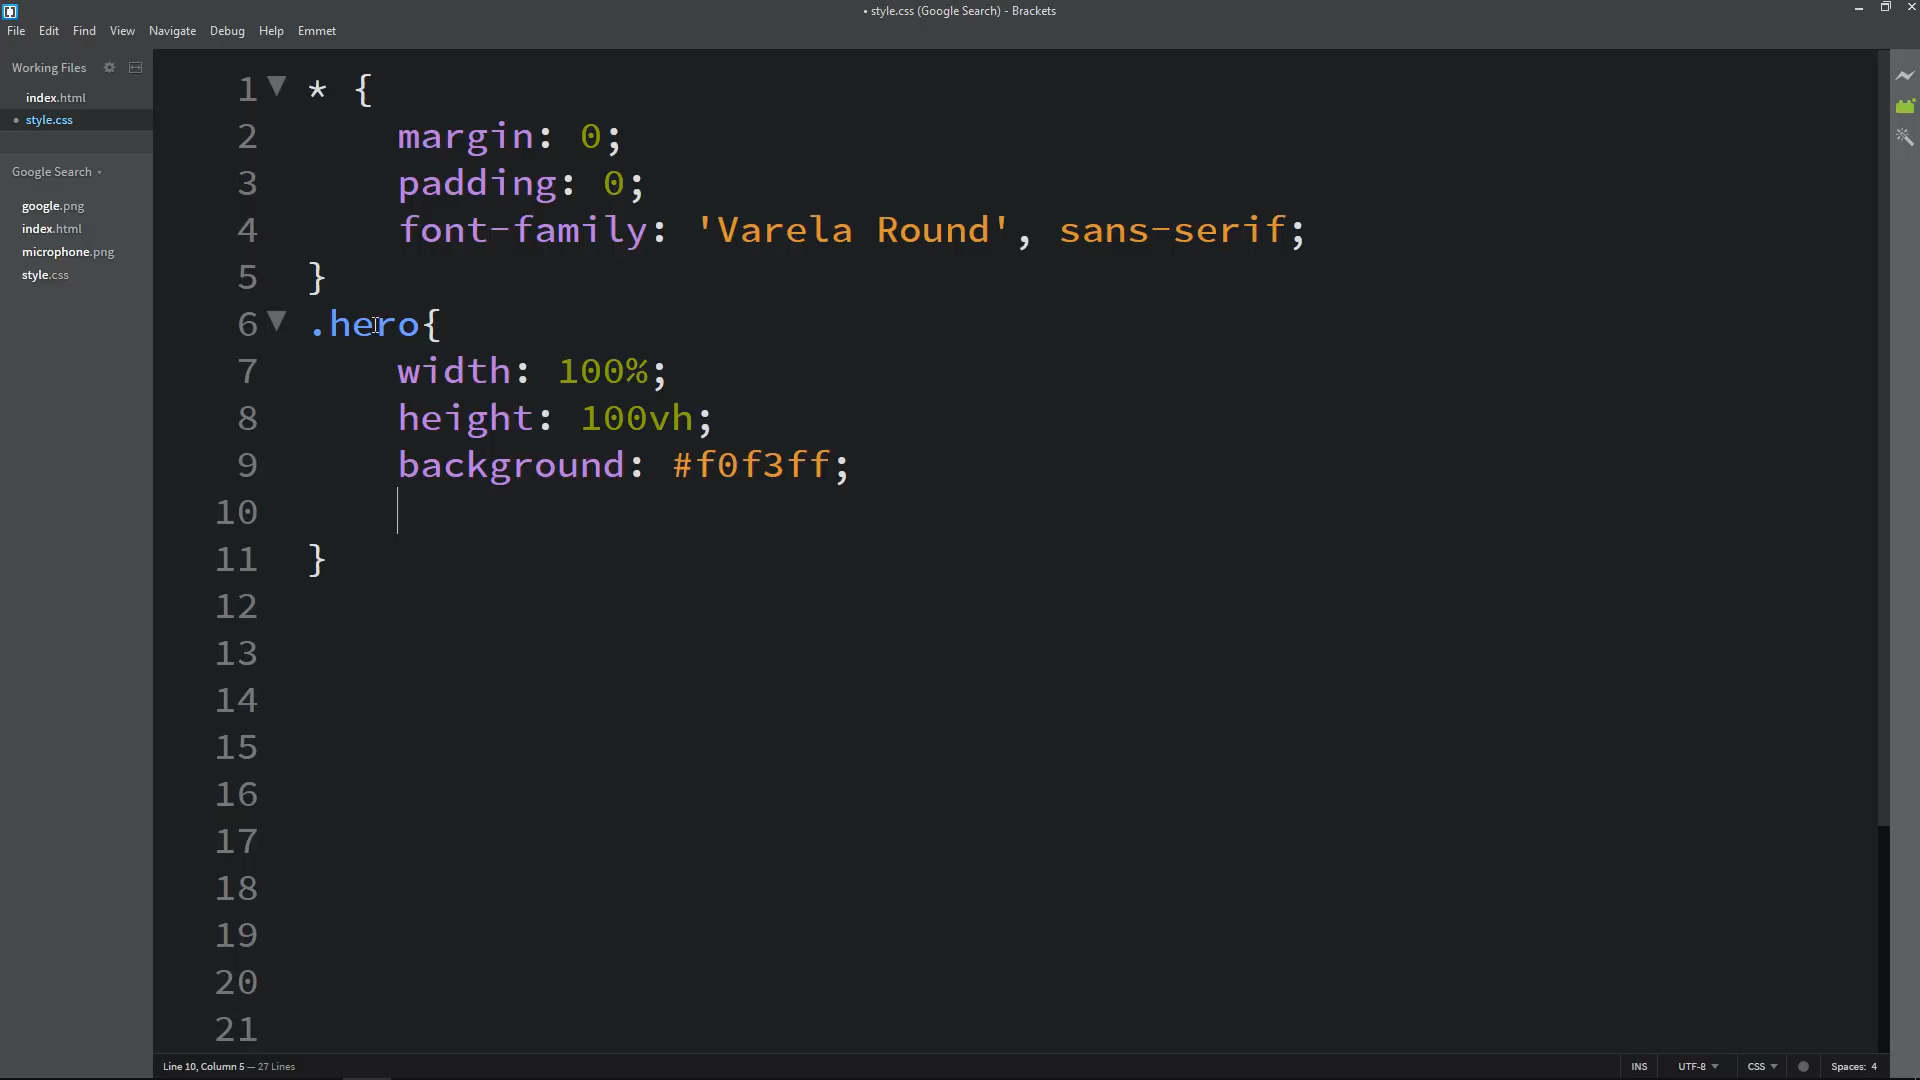 • style.css (Google Search) - Brackets
File Edit Find View Navigate Debug Help Emmet
Working Files
index.html
• style.css
Google Search
google.png
index.html
microphone.png
style.css
1 * {
2 margin: 0;
3 padding: 0;
4 font-family: 'Varela Round', sans-serif;
5 }
6 .hero{
7 width: 100%;
8 height: 100vh;
9 background: #f0f3ff;
10
11 }
12
13
14
15
16
17
18
19
20
21
Line 10, Column 5 — 27 Lines
INS UTF-8 CSS Spaces: 4